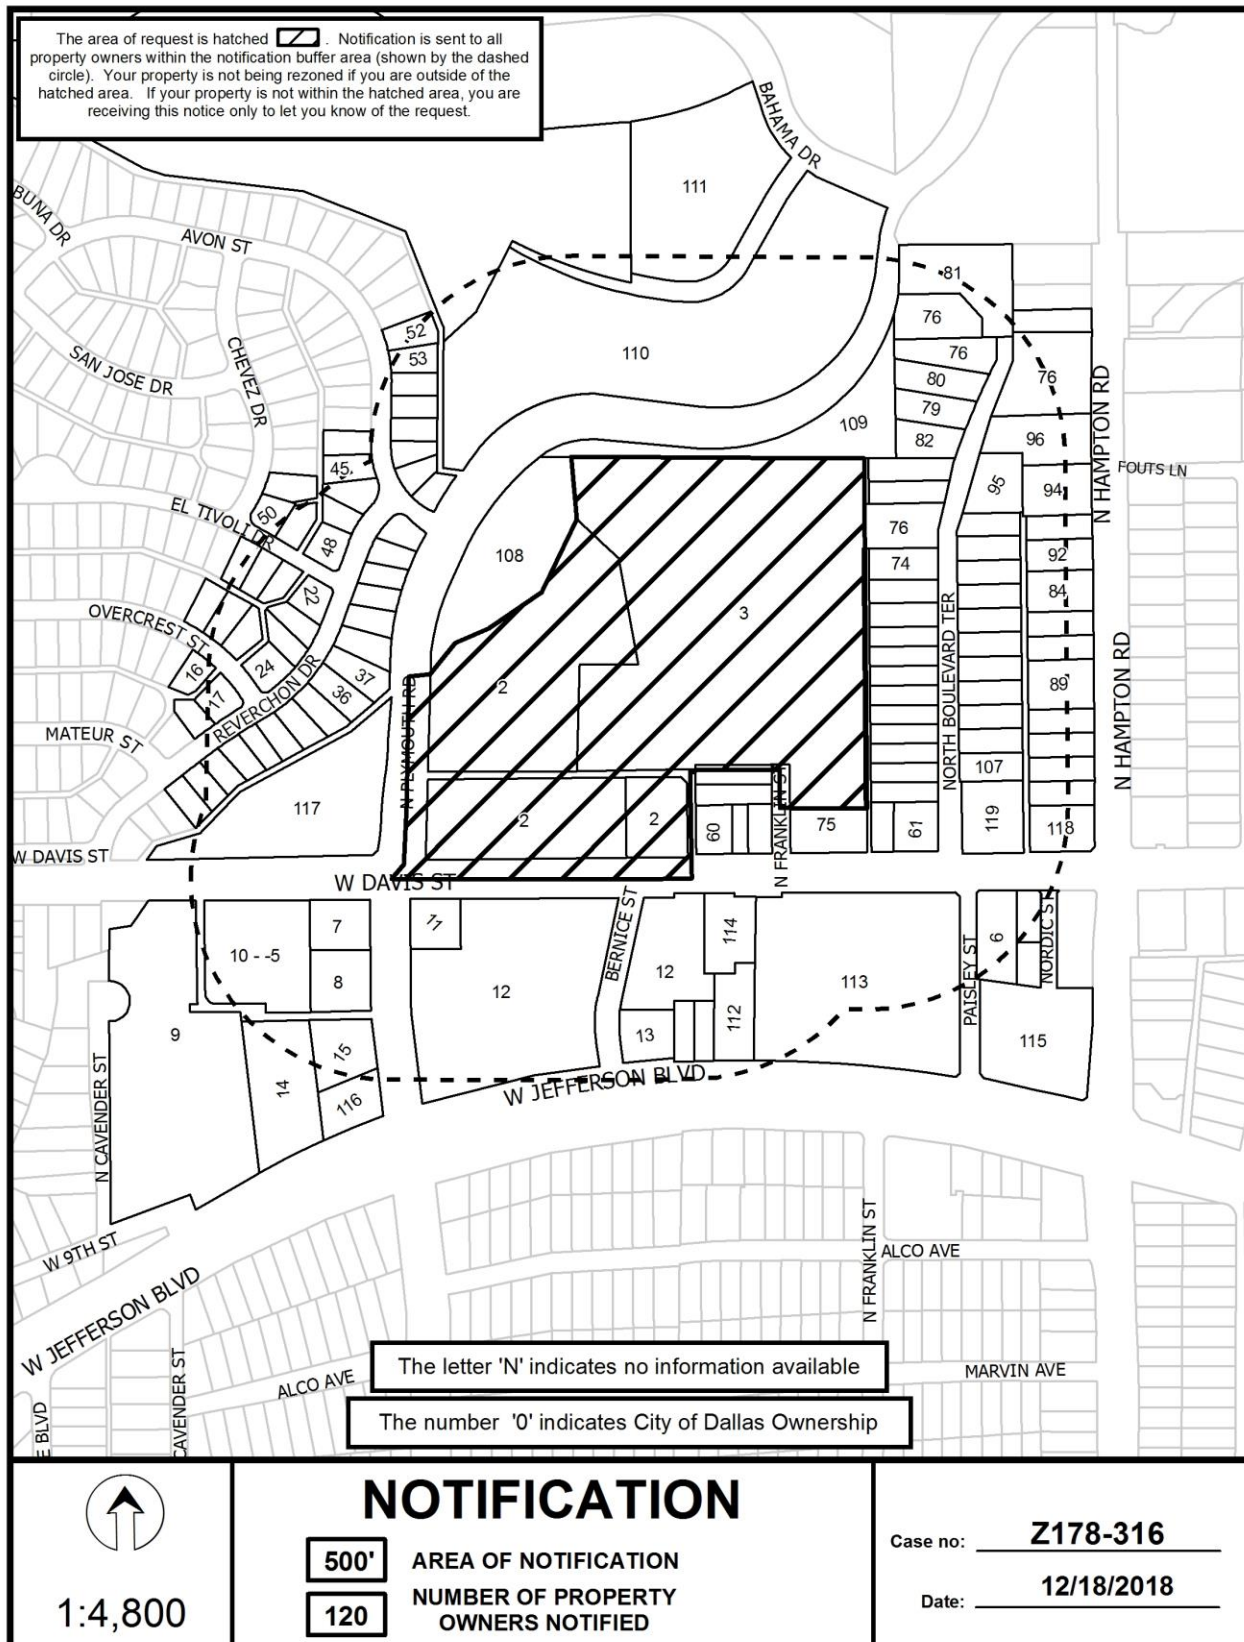 The area of request is hatched . Notification is sent to all
property owners within the notification buffer area (shown by the dashed
circle). Your property is not being rezoned if you are outside of the
hatched area. If your property is not within the hatched area, you are
receiving this notice only to let you know of the request.
BAHAMA DR
111
BUNA DR
AVON ST
81
52
76
53
CHEVEZ DR
SAN JOSE DR
110
76
80
76
79
109
82
96
N HAMPTON RD
45
FOUTS LN
95
94
50
EL TIVOLI DR
48
108
76
92
74
84
22
3
NORTH BOULEVARD TER
OVERCREST ST
16
24
37
36
17
2
89
N HAMPTON RD
REVERCHON DR
MATEUR ST
N PLYMOUTH RD
107
N FRANKLIN ST
117
2
2
60
75
61
119
118
W DAVIS ST
W DAVIS ST
7
11
BERNICE ST
114
6
NORDIC ST
PAISLEY ST
10 - -5
8
12
12
113
9
13
112
15
14
116
115
W JEFFERSON BLVD
N CAVENDER ST
W 9TH ST
N FRANKLIN ST
ALCO AVE
W JEFFERSON BLVD
CAVENDER ST
ALCO AVE
E BLVD
MARVIN AVE
The letter 'N' indicates no information available
The number '0' indicates City of Dallas Ownership
1:4,800
NOTIFICATION
500' AREA OF NOTIFICATION
120 NUMBER OF PROPERTY
OWNERS NOTIFIED
Case no: Z178-316
Date: 12/18/2018